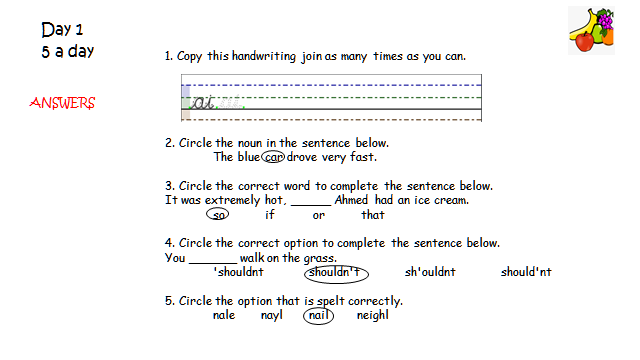 Day 1
5 a day
ANSWERS
1. Copy this handwriting join as many times as you can.
ai
2. Circle the noun in the sentence below.
The blue car drove very fast.
3. Circle the correct word to complete the sentence below.
It was extremely hot, ______ Ahmed had an ice cream.
so if or that
4. Circle the correct option to complete the sentence below.
You _______ walk on the grass.
'shouldnt shouldn't sh'ouldnt should'nt
5. Circle the option that is spelt correctly.
nale nayl nail neighl